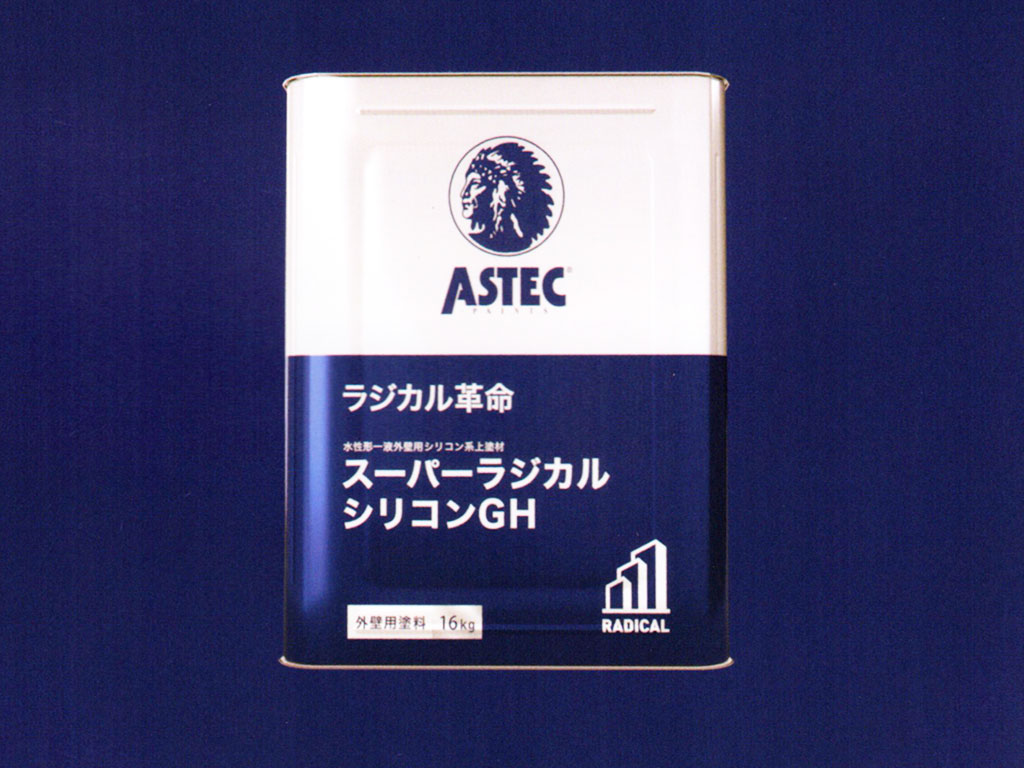 ASTEC®
PAINTS
ラジカル革命
水性形一液外壁用シリコン系上塗材
スーパーラジカル
シリコンGH
外壁用塗料 16kg
RADICAL